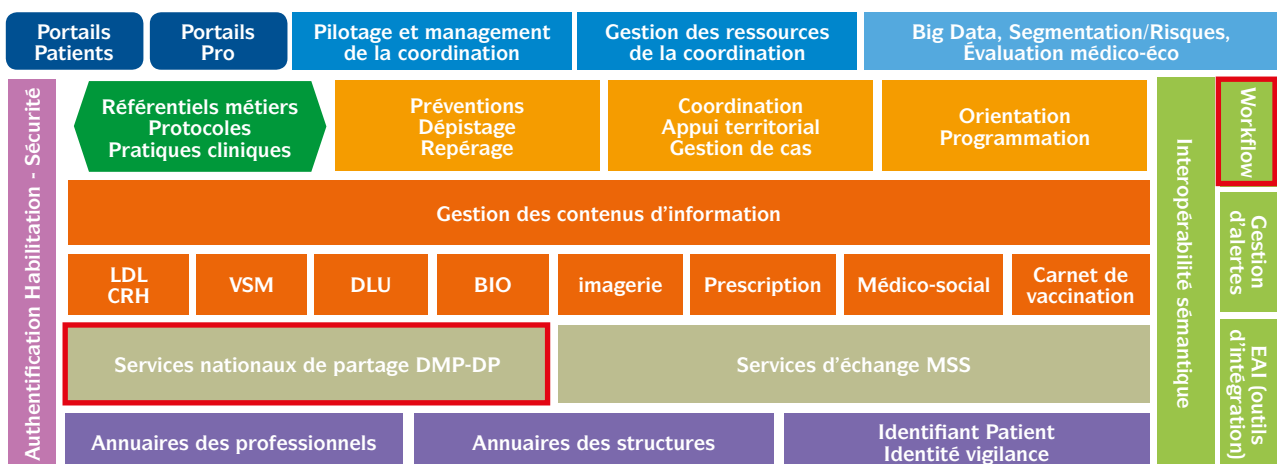 Portails
Patients
Portails
Pro
Pilotage et management
de la coordination
Gestion des ressources
de la coordination
Big Data, Segmentation/Risques,
Évaluation médico-éco
Authentification Habilitation - Sécurité
Référentiels métiers
Protocoles
Pratiques cliniques
Préventions
Dépistage
Repérage
Coordination
Appui territorial
Gestion de cas
Orientation
Programmation
Interopérabilité sémantique
Workflow
Gestion
d'alertes
EAI (outils
d'intégration)
Gestion des contenus d'information
LDL
CRH
VSM
DLU
BIO
imagerie
Prescription
Médico-social
Carnet de
vaccination
Services nationaux de partage DMP-DP
Services d'échange MSS
Annuaires des professionnels
Annuaires des structures
Identifiant Patient
Identité vigilance